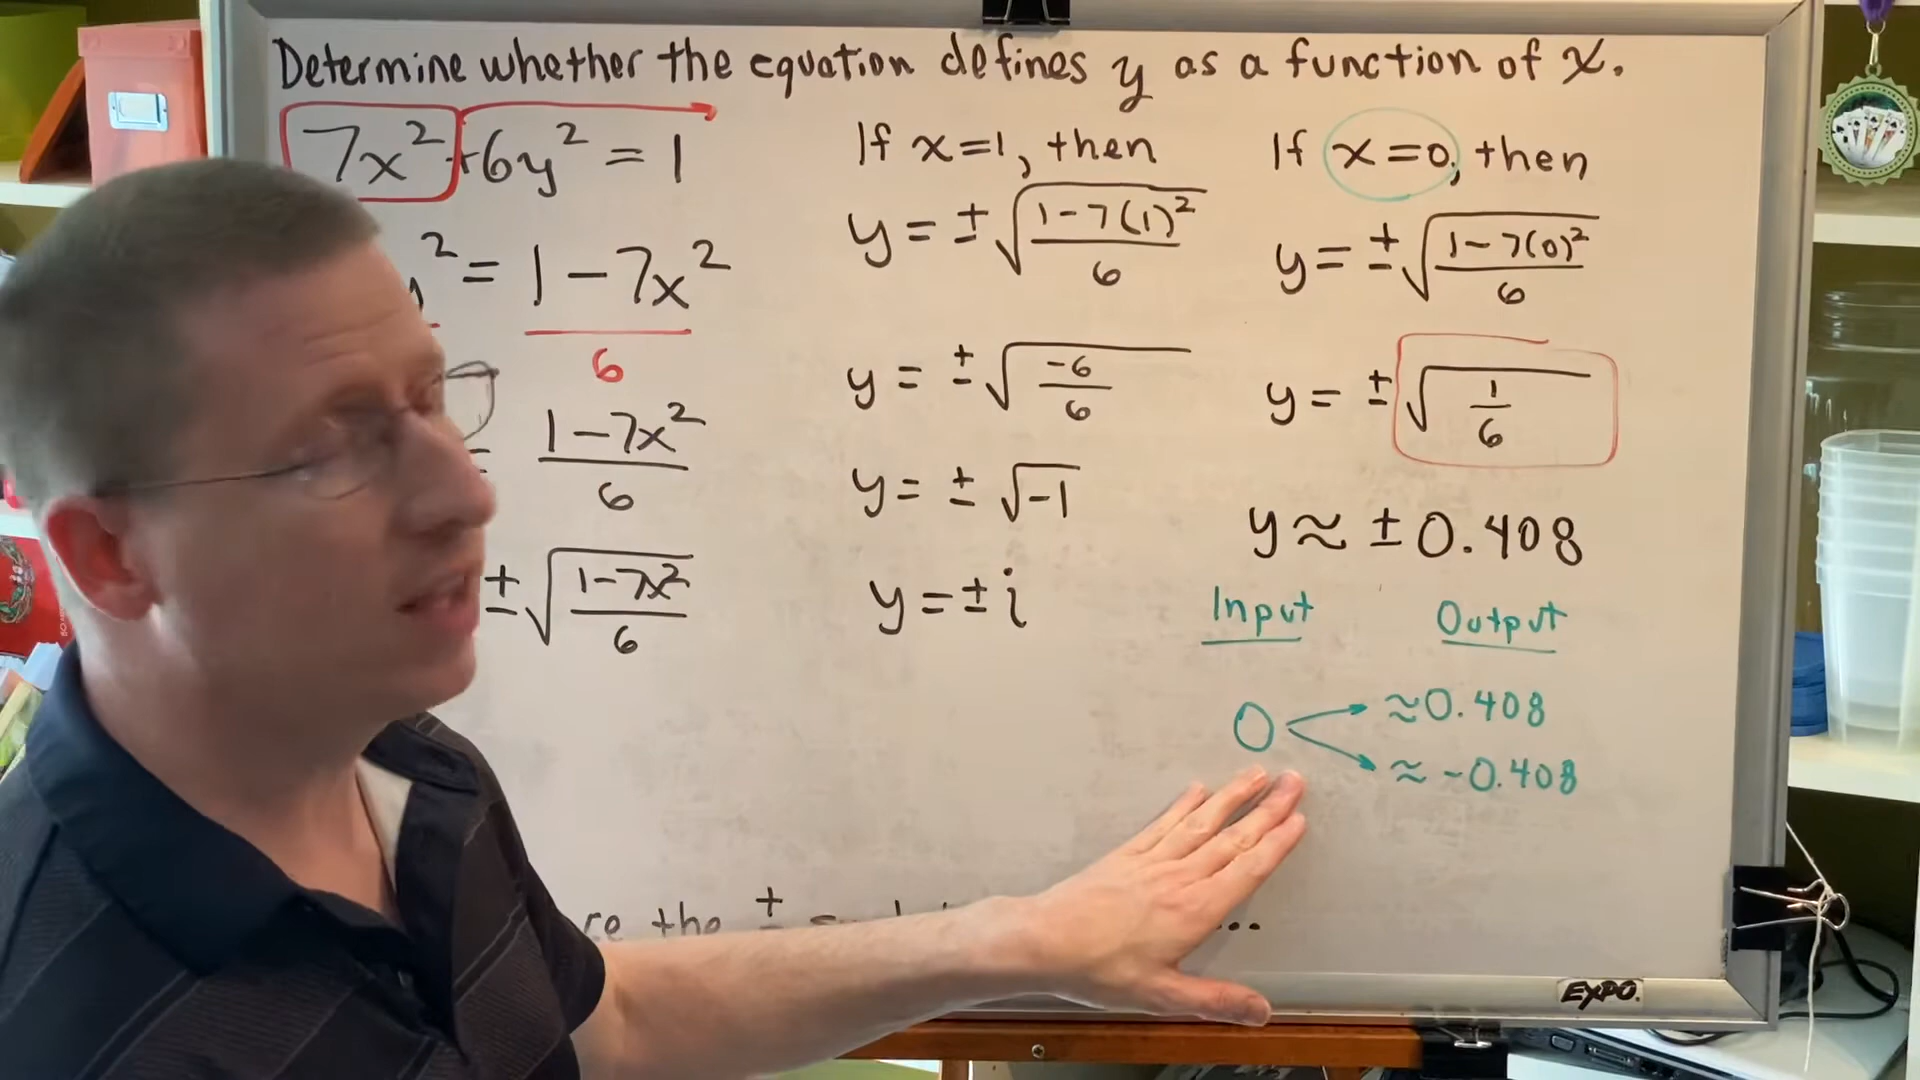 Determine whether the equation defines y as a function of x.
7x² + 6y² = 1
² = 1 - 7x²
6
= 1 - 7x²
6
± √(1 - 7x²
6
If x = 1, then
y = ± √(1 - 7(1)²
6
y = ± √(-6
6
y = ± √-1
y = ± i
If x = 0, then
y = ± √(1 - 7(0)²
6
y = ± √(1
6
y ≈ ± 0.408
Input Output
0 ≈ 0.408
≈ -0.408
the ± ...
EXPO.